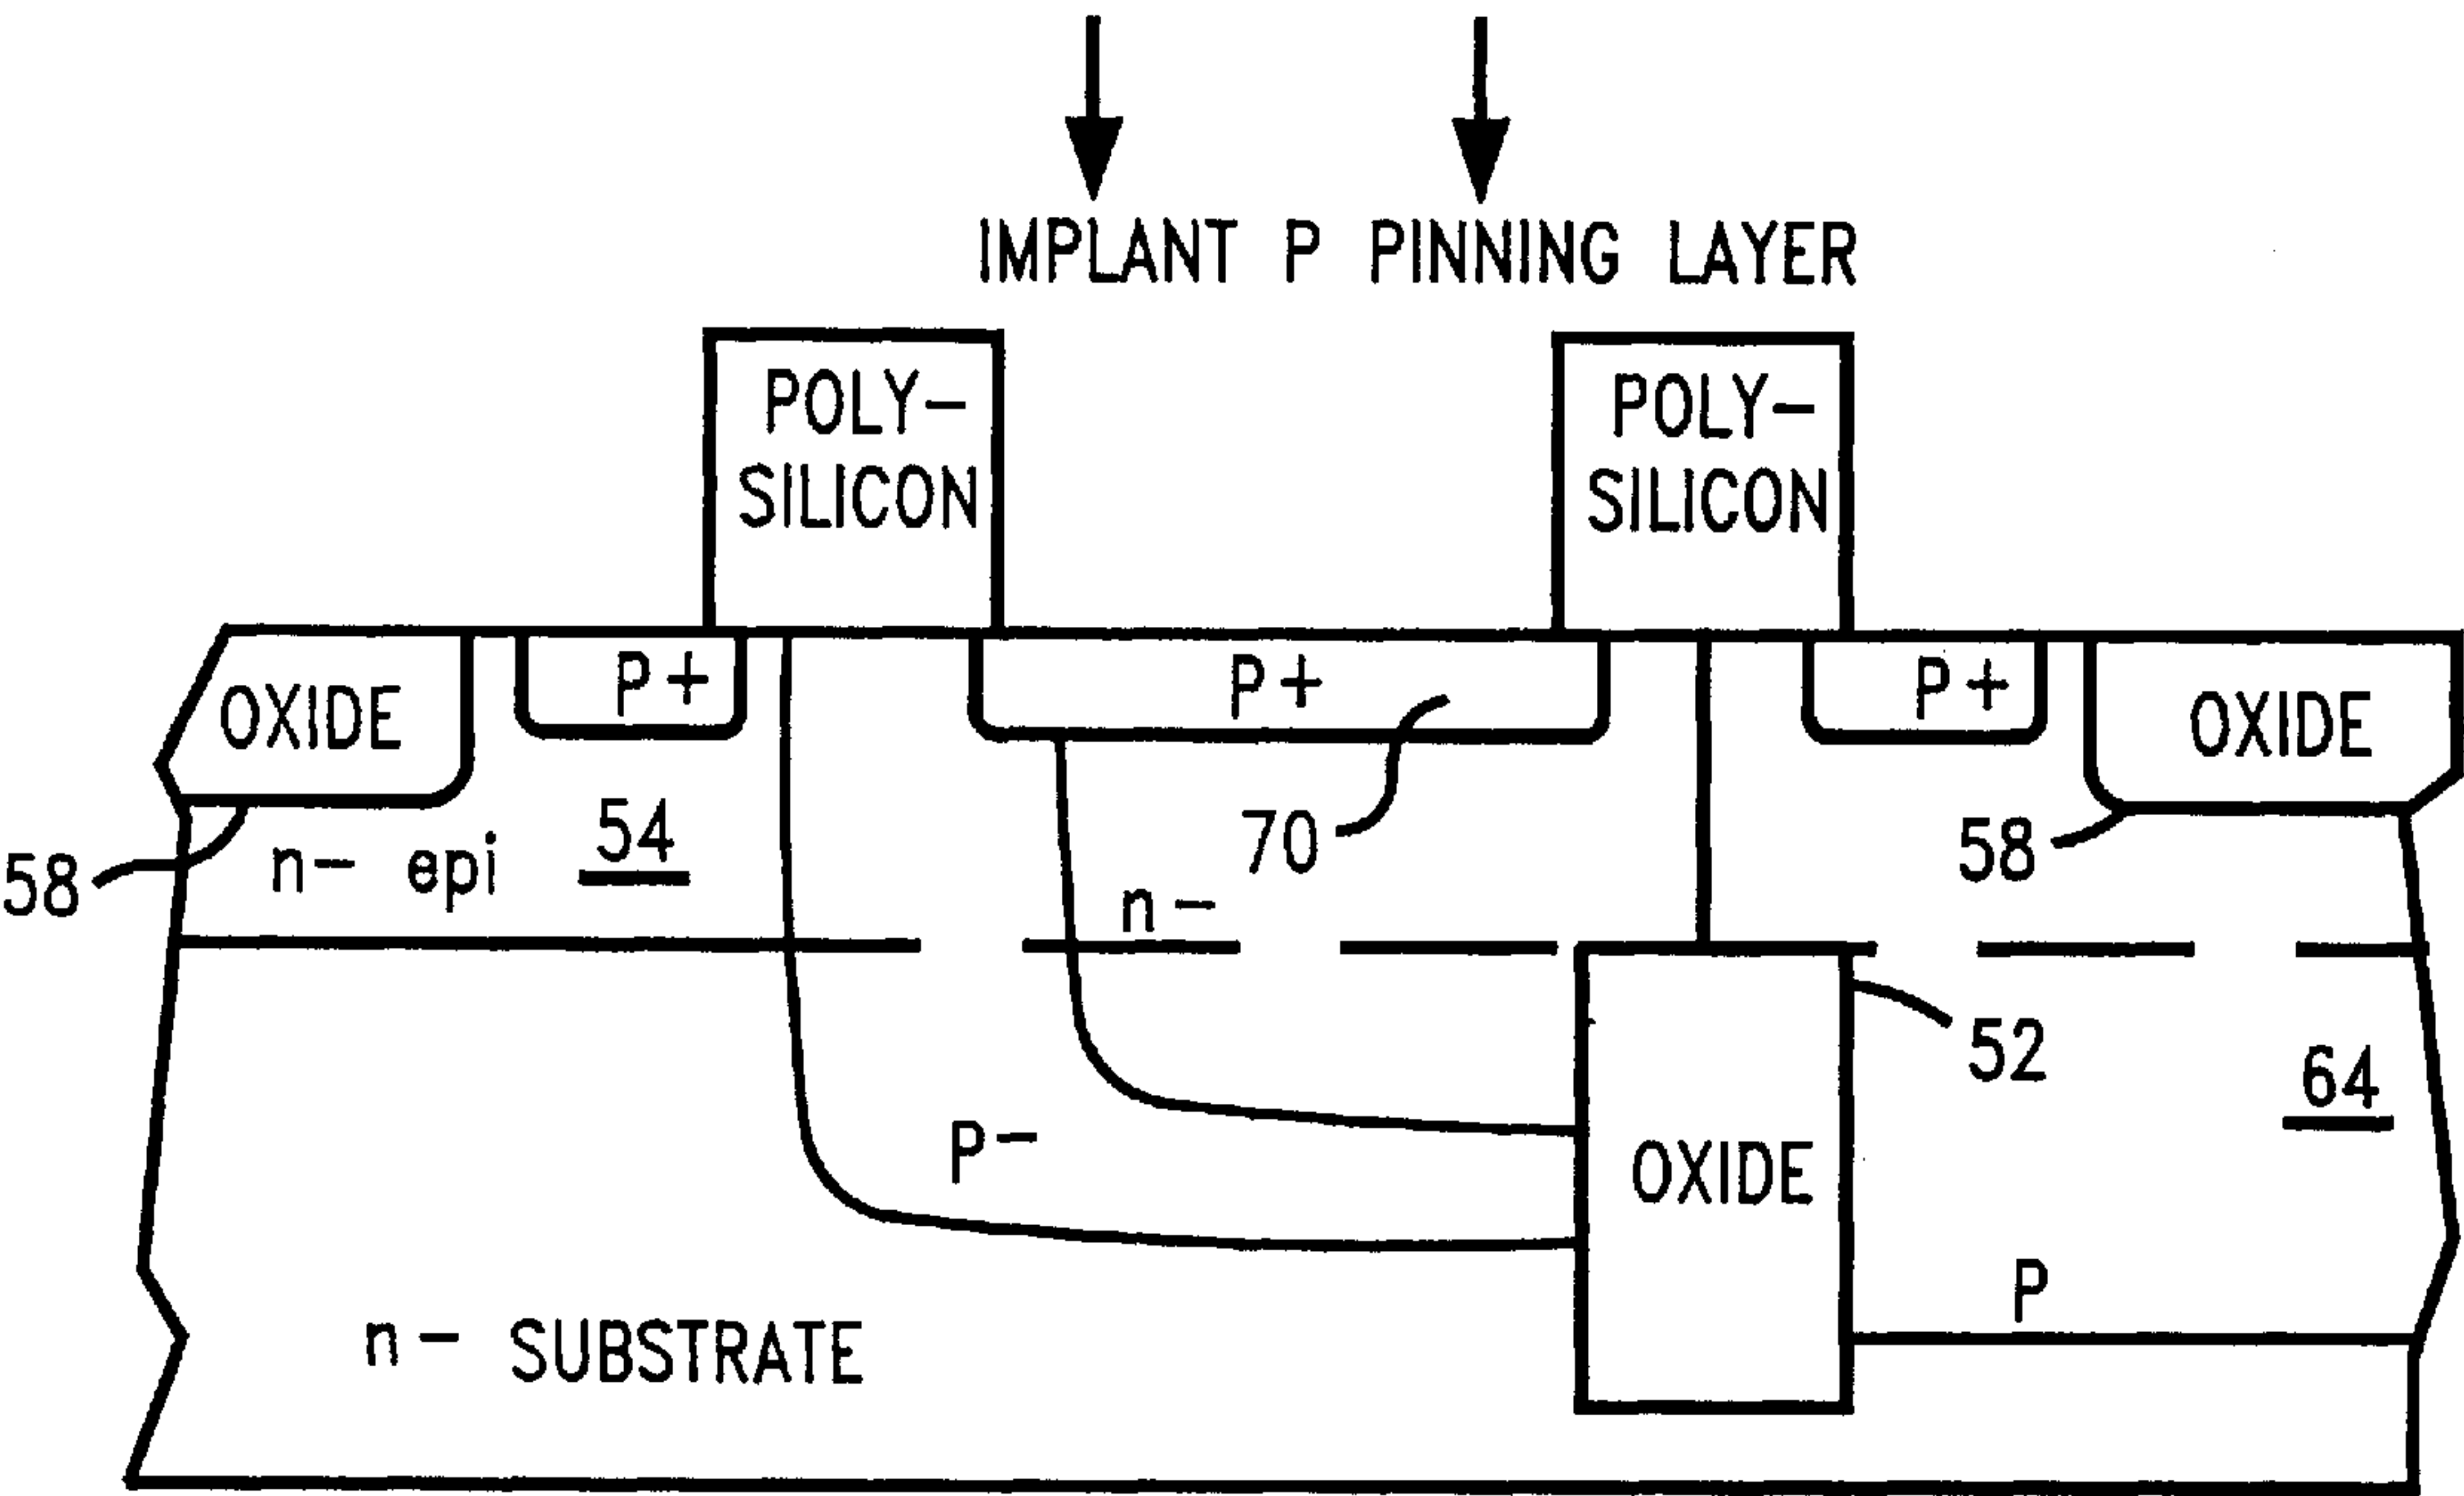 IMPLANT P PINNING LAYER
POLY-
SILICON
POLY-
SILICON
OXIDE
P+
P+
P+
OXIDE
58
n- epi
54
70
58
n-
52
64
P-
OXIDE
P
n- SUBSTRATE